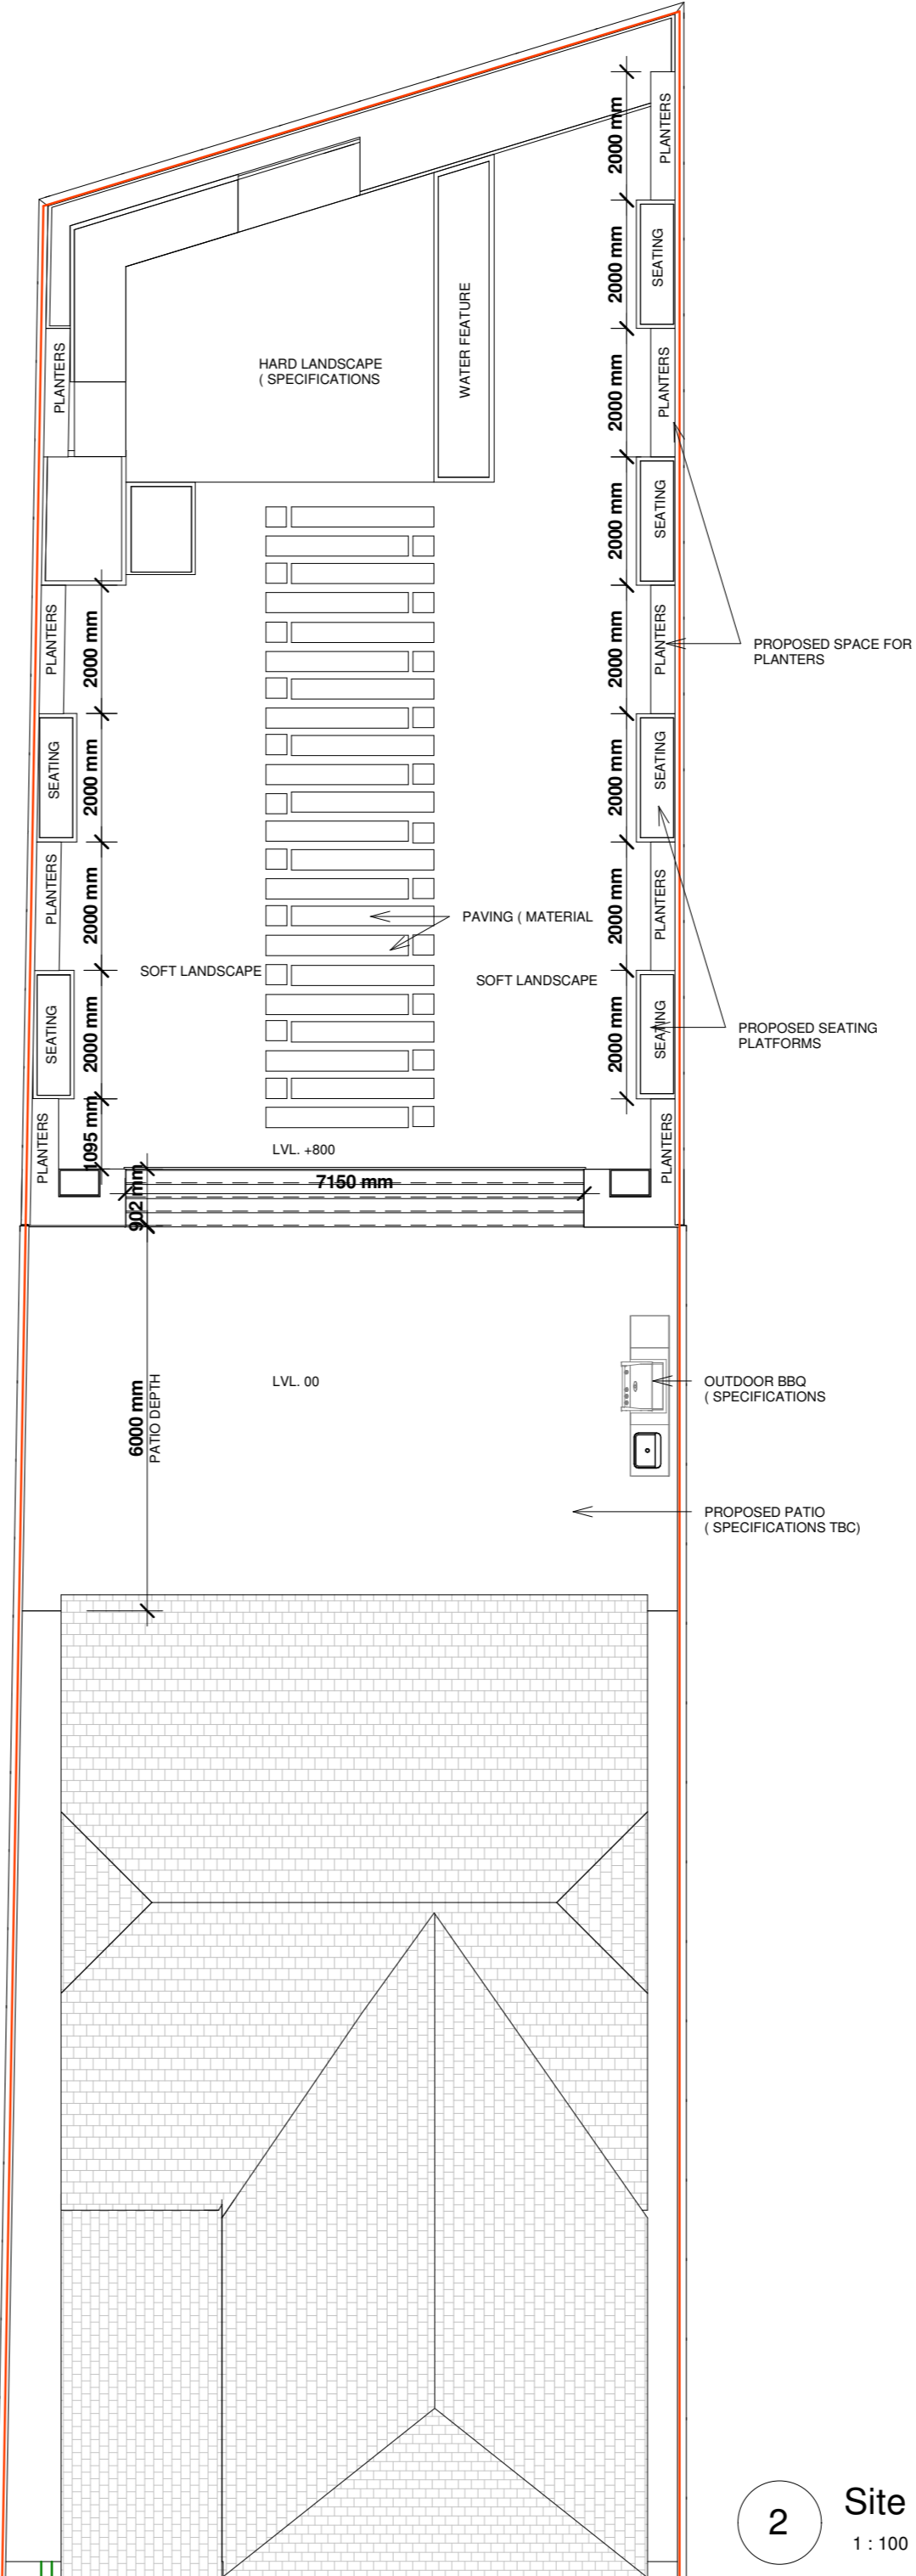 PLANTERS
2000 mm
SEATING
2000 mm
WATER FEATURE
PLANTERS
HARD LANDSCAPE
( SPECIFICATIONS
PLANTERS
2000 mm
SEATING
2000 mm
PLANTERS
2000 mm
PLANTERS
2000 mm
PROPOSED SPACE FOR
PLANTERS
SEATING
2000 mm
SEATING
2000 mm
PLANTERS
2000 mm
PLANTERS
2000 mm
PAVING ( MATERIAL
SOFT LANDSCAPE
SOFT LANDSCAPE
SEATING
2000 mm
SEATING
2000 mm
PROPOSED SEATING
PLATFORMS
PLANTERS
1095 mm
LVL. +800
PLANTERS
902 mm
7150 mm
LVL. 00
6000 mm
PATIO DEPTH
OUTDOOR BBQ
( SPECIFICATIONS
PROPOSED PATIO
( SPECIFICATIONS TBC)
2
Site
1 : 100